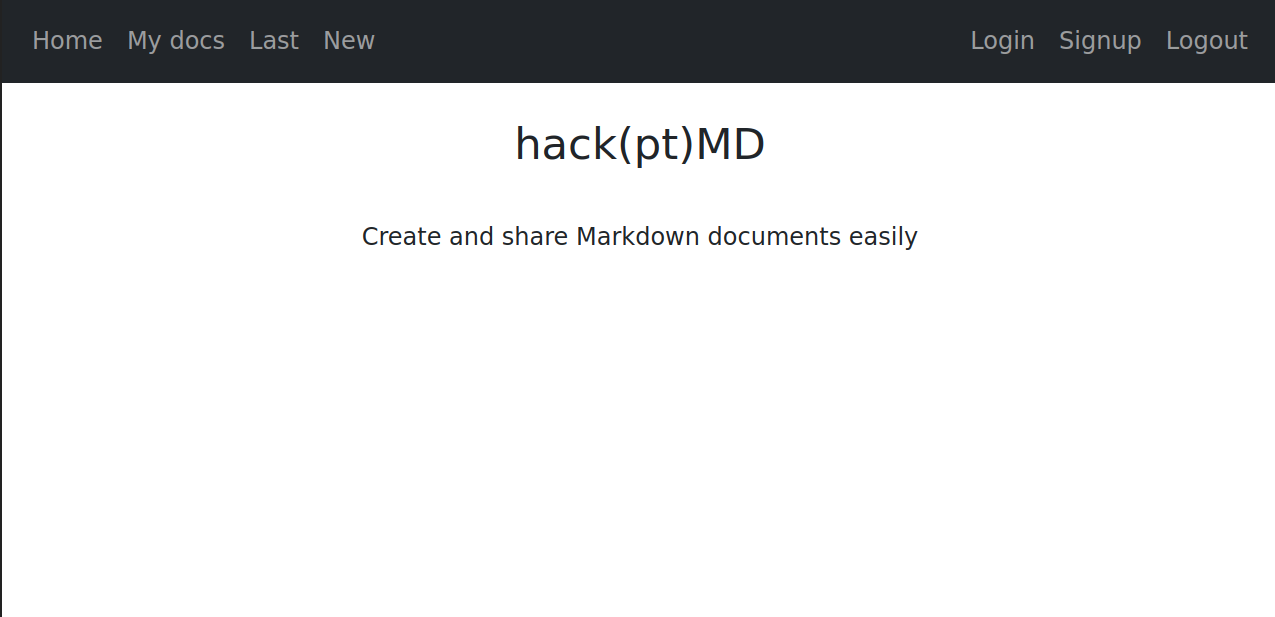 Home My docs Last New Login Signup Logout
hack(pt)MD
Create and share Markdown documents easily